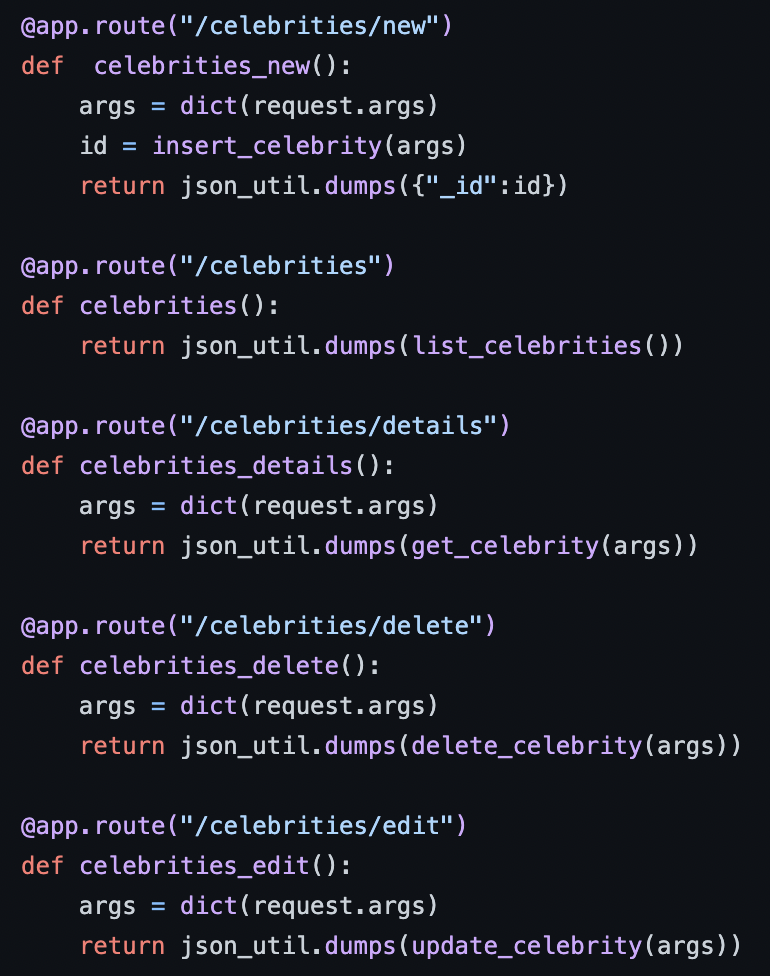 @app.route("/celebrities/new")
def  celebrities_new():
    args = dict(request.args)
    id = insert_celebrity(args)
    return json_util.dumps({"_id":id})

@app.route("/celebrities")
def celebrities():
    return json_util.dumps(list_celebrities())

@app.route("/celebrities/details")
def celebrities_details():
    args = dict(request.args)
    return json_util.dumps(get_celebrity(args))

@app.route("/celebrities/delete")
def celebrities_delete():
    args = dict(request.args)
    return json_util.dumps(delete_celebrity(args))

@app.route("/celebrities/edit")
def celebrities_edit():
    args = dict(request.args)
    return json_util.dumps(update_celebrity(args))